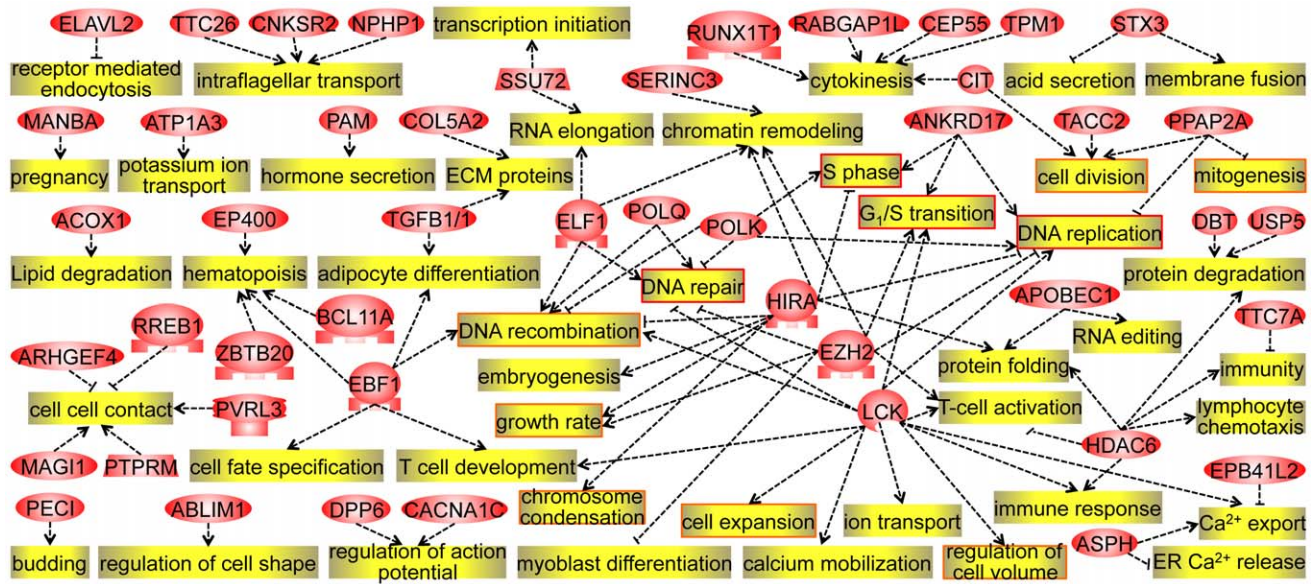 ELAVL2
TTC26
CNKSR2
NPHP1
transcription initiation
RUNX1T1
RABGAP1L
CEP55
TPM1
STX3
receptor mediated
endocytosis
intraflagellar transport
SSU72
SERINC3
cytokinesis
CIT
acid secretion
membrane fusion
MANBA
ATP1A3
PAM
COL5A2
RNA elongation
chromatin remodeling
ANKRD17
TACC2
PPAP2A
pregnancy
potassium ion
transport
hormone secretion
ECM proteins
S phase
cell division
mitogenesis
ACOX1
EP400
TGFB1/1
ELF1
POLQ
POLK
G1/S transition
DNA replication
DBT
USP5
Lipid degradation
hematopoisis
adipocyte differentiation
DNA repair
HIRA
protein degradation
RREB1
BCL11A
DNA recombination
APOBEC1
RNA editing
TTC7A
ARHGEF4
ZBTB20
EBF1
embryogenesis
EZH2
protein folding
immunity
cell cell contact
PVRL3
growth rate
LCK
T-cell activation
lymphocyte
chemotaxis
MAGI1
PTPRM
cell fate specification
T cell development
HDAC6
EPB41L2
PECI
ABLIM1
DPP6
CACNA1C
chromosome
condensation
cell expansion
ion transport
immune response
Ca2+ export
budding
regulation of cell shape
regulation of action
potential
myoblast differentiation
calcium mobilization
regulation of
cell volume
ASPH
ER Ca2+ release